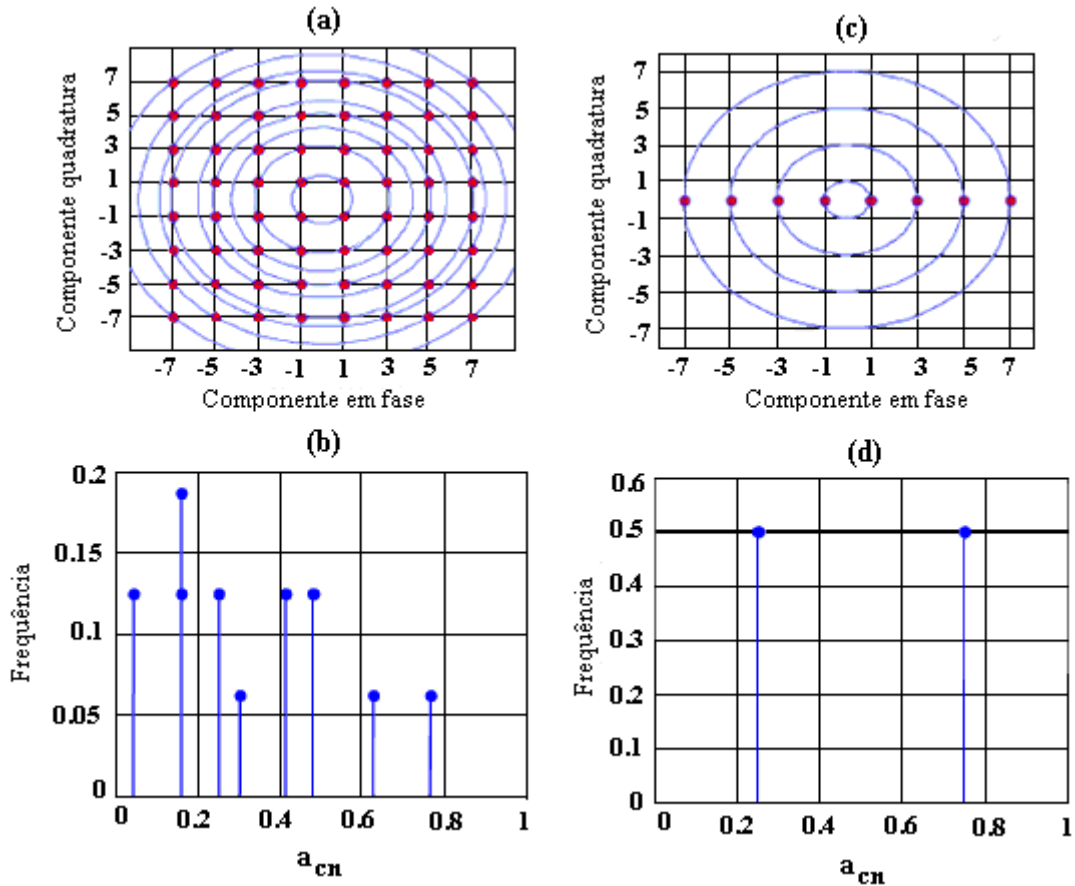 (a)
Componente quadratura
7
5
3
1
-1
-3
-5
-7
-7 -5 -3 -1 1 3 5 7
Componente em fase
(c)
Componente quadratura
7
5
3
1
-1
-3
-5
-7
-7 -5 -3 -1 1 3 5 7
Componente em fase
(b)
Frequência
0.2
0.15
0.1
0.05
0
0 0.2 0.4 0.6 0.8 1
acn
(d)
Frequência
0.6
0.5
0.4
0.3
0.2
0.1
0
0 0.2 0.4 0.6 0.8 1
acn